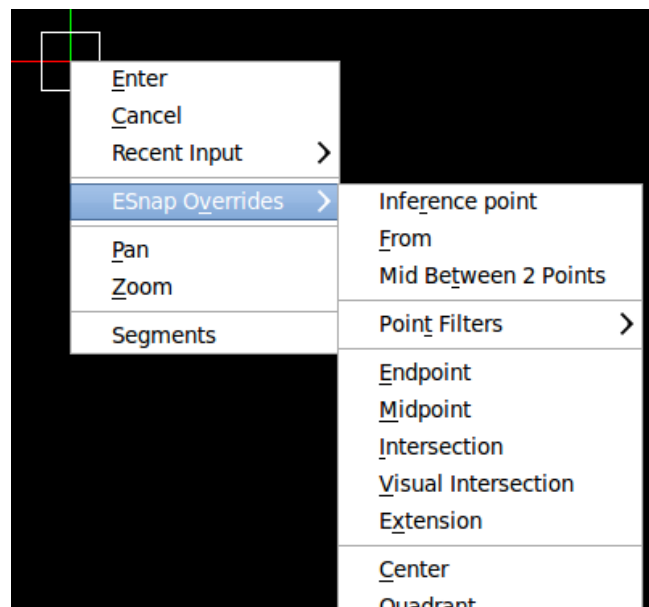 Enter
Cancel
Recent Input
ESnap Overrides
Pan
Zoom
Segments
Inference point
From
Mid Between 2 Points
Point Filters
Endpoint
Midpoint
Intersection
Visual Intersection
Extension
Center
Quadrant